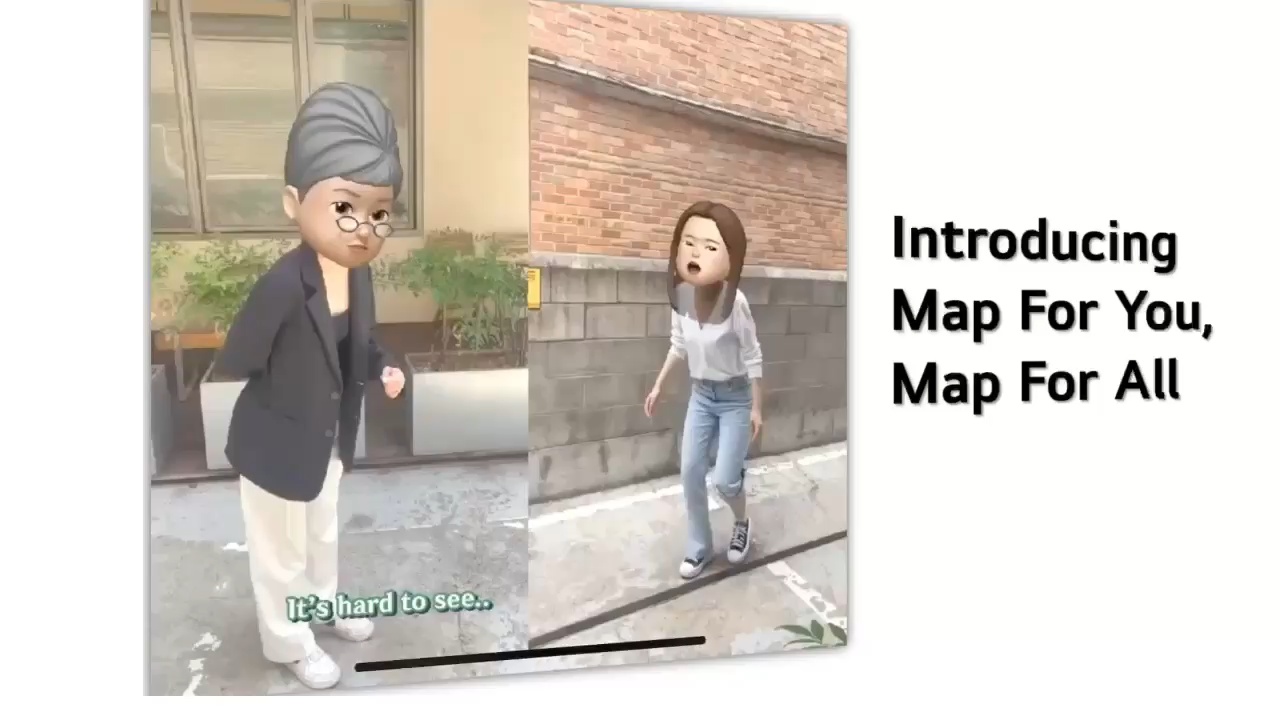 It's hard to see..
Introducing
Map For You,
Map For All